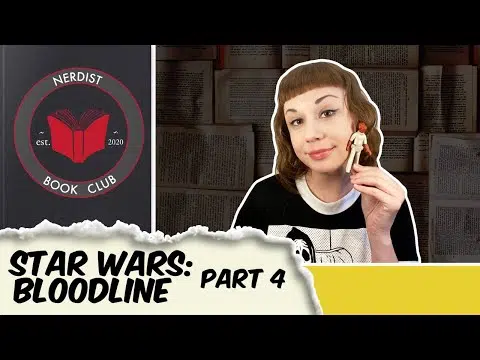 NERDIST
~ est. 2020 ~
BOOK CLUB
STAR WARS:
BLOODLINE
PART 4